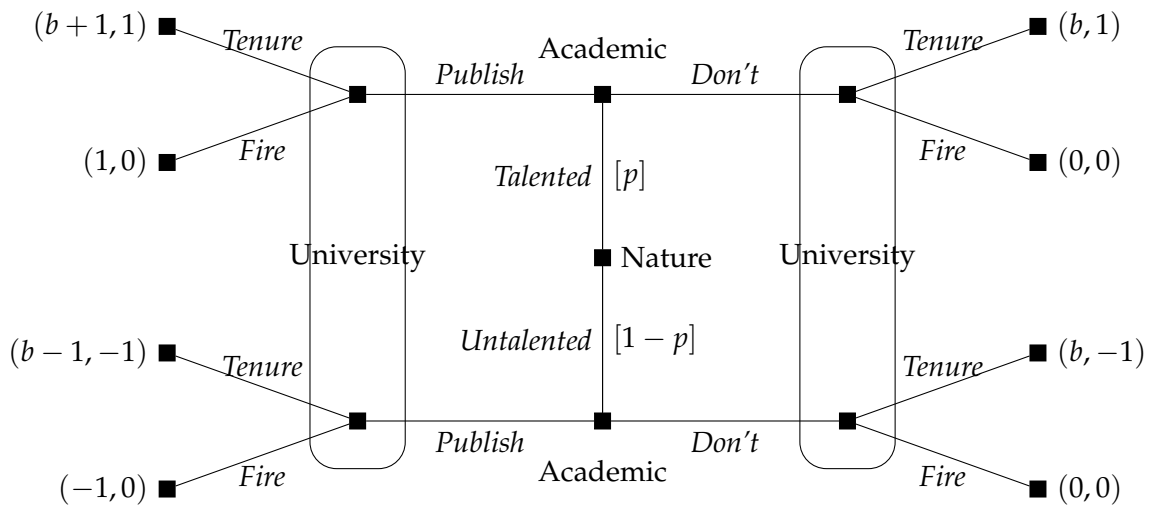 (b + 1, 1) Tenure Academic Tenure (b, 1)
Publish Don't
(1, 0) Fire Fire (0, 0)
Talented [p]
University Nature University
Untalented [1 − p]
(b − 1, −1) Tenure Tenure (b, −1)
Publish Don't
Academic
(−1, 0) Fire Fire (0, 0)